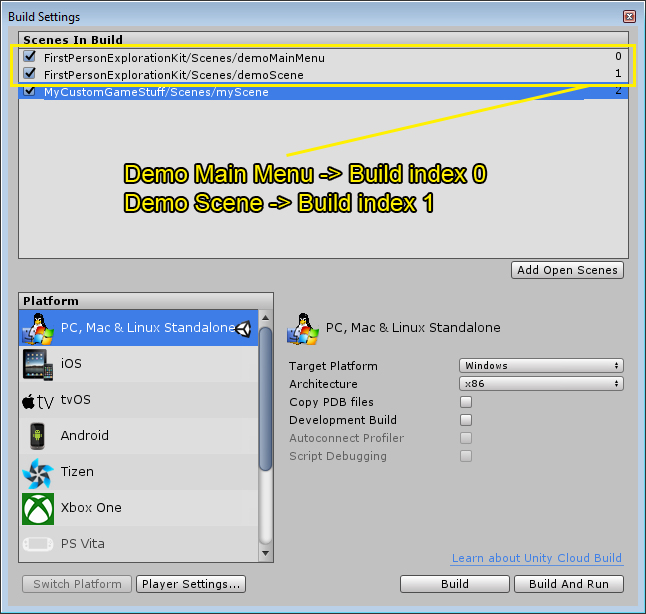 Build Settings
Scenes In Build
FirstPersonExplorationKit/Scenes/demoMainMenu 0
FirstPersonExplorationKit/Scenes/demoScene 1
MyCustomGameStuff/Scenes/myScene 2
Demo Main Menu -> Build index 0
Demo Scene -> Build index 1
Add Open Scenes
Platform
PC, Mac & Linux Standalone
iOS
tv
tvOS
Android
Tizen
Xbox One
PS Vita
PC, Mac & Linux Standalone
Target Platform Windows
Architecture x86
Copy PDB files
Development Build
Autoconnect Profiler
Script Debugging
Learn about Unity Cloud Build
Switch Platform
Player Settings...
Build
Build And Run